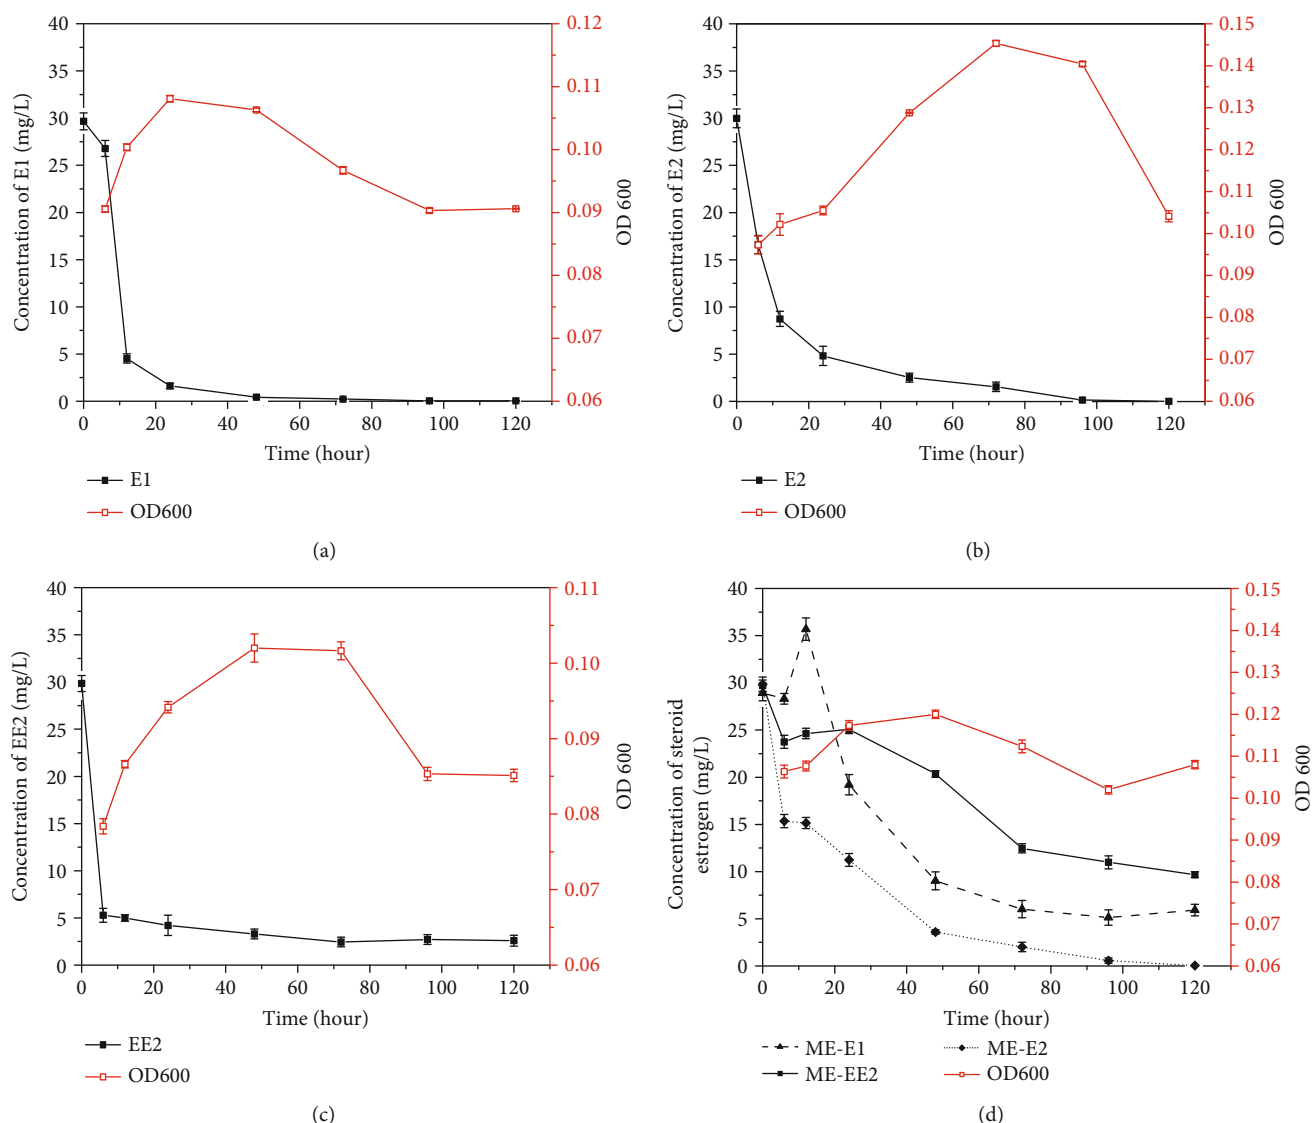 40
35
30
25
20
15
10
5
0
Concentration of E1 (mg/L)
0.12
0.11
0.10
0.09
0.08
0.07
0.06
OD 600
0 20 40 60 80 100 120
Time (hour)
E1
OD600
(a)
40
35
30
25
20
15
10
5
0
Concentration of E2 (mg/L)
0.15
0.14
0.13
0.12
0.11
0.10
0.09
0.08
0.07
0.06
OD 600
0 20 40 60 80 100 120
Time (hour)
E2
OD600
(b)
40
35
30
25
20
15
10
5
0
Concentration of EE2 (mg/L)
0.11
0.10
0.09
0.08
0.07
0.06
OD 600
0 20 40 60 80 100 120
Time (hour)
EE2
OD600
(c)
40
35
30
25
20
15
10
5
0
Concentration of steroid
estrogen (mg/L)
0.15
0.14
0.13
0.12
0.11
0.10
0.09
0.08
0.07
0.06
OD 600
0 20 40 60 80 100 120
Time (hour)
ME-E1 ME-E2
ME-EE2 OD600
(d)